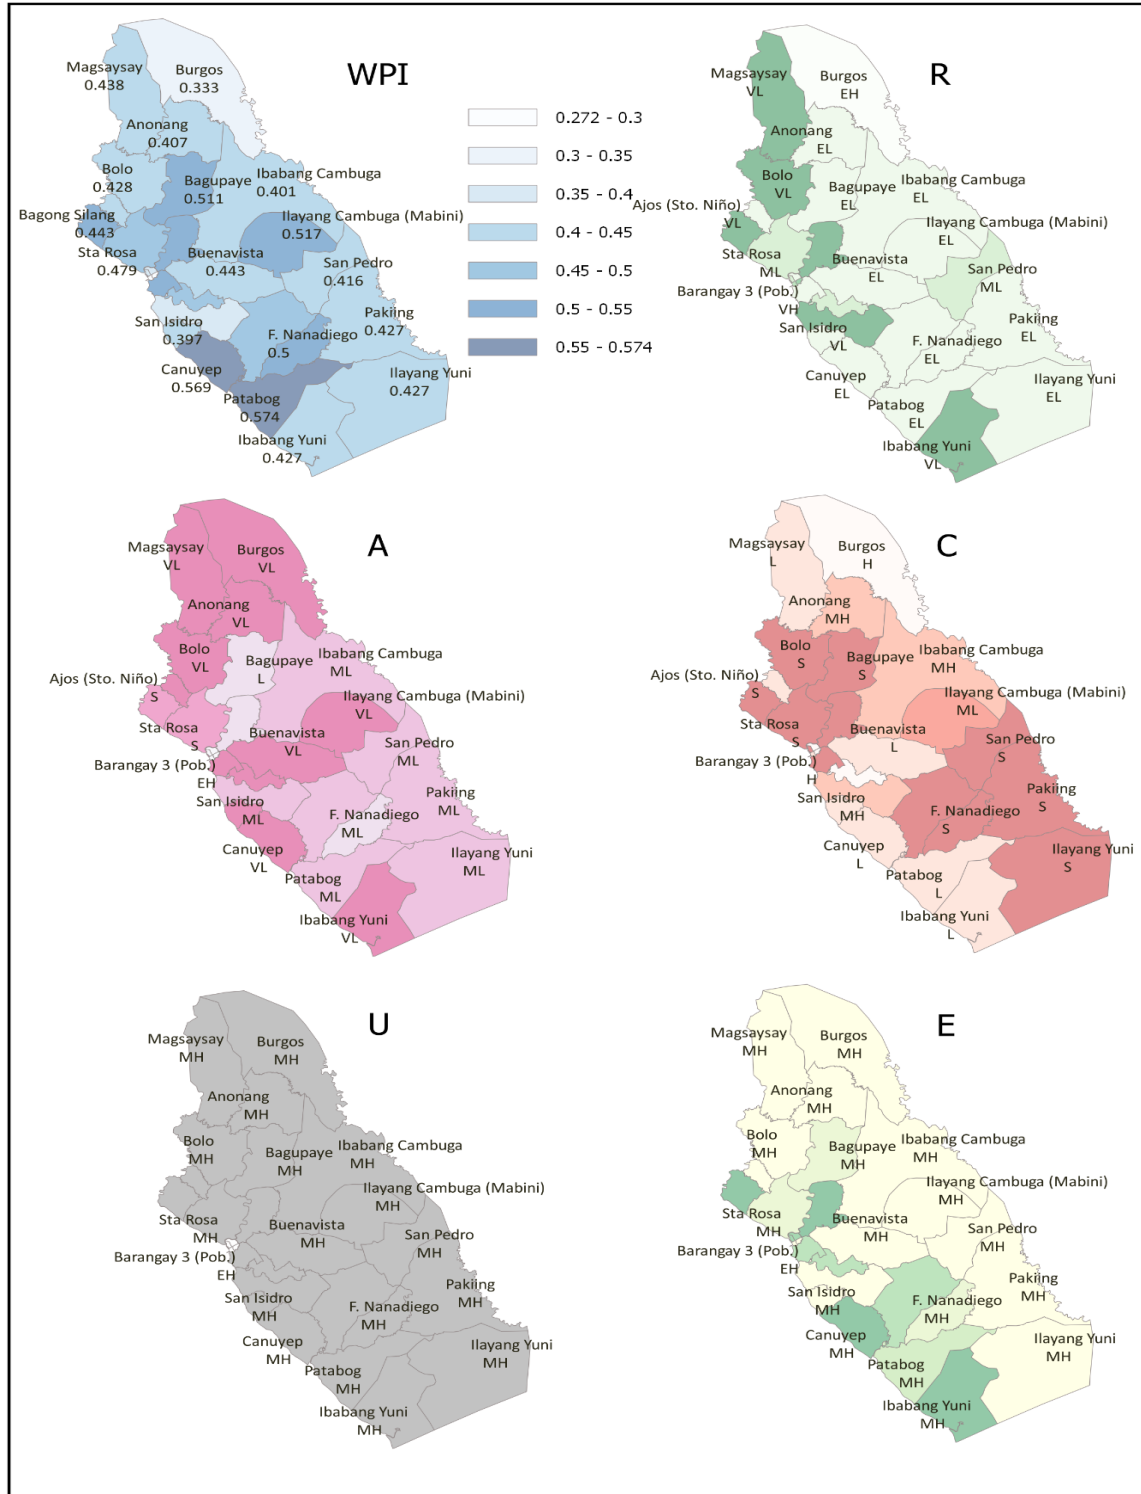 WPI
Magsaysay
0.438
Burgos
0.333
Anonang
0.407
Bolo
0.428
Bagupaye
0.511
Ibabang Cambuga
0.401
Bagong Silang
0.443
Ilayang Cambuga (Mabini)
0.517
Sta Rosa
0.479
Buenavista
0.443
San Pedro
0.416
San Isidro
0.397
Pakiing
0.427
F. Nanadiego
0.5
Canuyep
0.569
Ilayang Yuni
0.427
Patabog
0.574
Ibabang Yuni
0.427
0.272 - 0.3
0.3 - 0.35
0.35 - 0.4
0.4 - 0.45
0.45 - 0.5
0.5 - 0.55
0.55 - 0.574
R
Magsaysay
VL
Burgos
EH
Anonang
EL
Bolo
VL
Bagupaye
EL
Ibabang Cambuga
EL
Ajos (Sto. Niño)
VL
Ilayang Cambuga (Mabini)
EL
Sta Rosa
ML
Buenavista
EL
San Pedro
ML
Barangay 3 (Pob.)
VH
San Isidro
VL
Pakiing
EL
F. Nanadiego
EL
Canuyep
EL
Ilayang Yuni
EL
Patabog
EL
Ibabang Yuni
VL
A
Magsaysay
VL
Burgos
VL
Anonang
VL
Bolo
VL
Bagupaye
L
Ibabang Cambuga
ML
Ajos (Sto. Niño)
S
Ilayang Cambuga (Mabini)
VL
Sta Rosa
S
Buenavista
VL
San Pedro
ML
Barangay 3 (Pob.)
EH
San Isidro
ML
Pakiing
ML
F. Nanadiego
ML
Canuyep
VL
Ilayang Yuni
ML
Patabog
ML
Ibabang Yuni
VL
C
Magsaysay
L
Burgos
H
Anonang
MH
Bolo
S
Bagupaye
S
Ibabang Cambuga
MH
Ajos (Sto. Niño)
S
Ilayang Cambuga (Mabini)
ML
Sta Rosa
S
Buenavista
L
San Pedro
S
Barangay 3 (Pob.)
H
San Isidro
MH
Pakiing
S
F. Nanadiego
S
Canuyep
L
Ilayang Yuni
S
Patabog
L
Ibabang Yuni
L
U
Magsaysay
MH
Burgos
MH
Anonang
MH
Bolo
MH
Bagupaye
MH
Ibabang Cambuga
MH
Ilayang Cambuga (Mabini)
MH
Sta Rosa
MH
Buenavista
MH
San Pedro
MH
Barangay 3 (Pob.)
EH
San Isidro
MH
Pakiing
MH
F. Nanadiego
MH
Canuyep
MH
Ilayang Yuni
MH
Patabog
MH
Ibabang Yuni
MH
E
Magsaysay
MH
Burgos
MH
Anonang
MH
Bolo
MH
Bagupaye
MH
Ibabang Cambuga
MH
Ilayang Cambuga (Mabini)
MH
Sta Rosa
MH
Buenavista
MH
San Pedro
MH
Barangay 3 (Pob.)
EH
San Isidro
MH
Pakiing
MH
F. Nanadiego
MH
Canuyep
MH
Ilayang Yuni
MH
Patabog
MH
Ibabang Yuni
MH